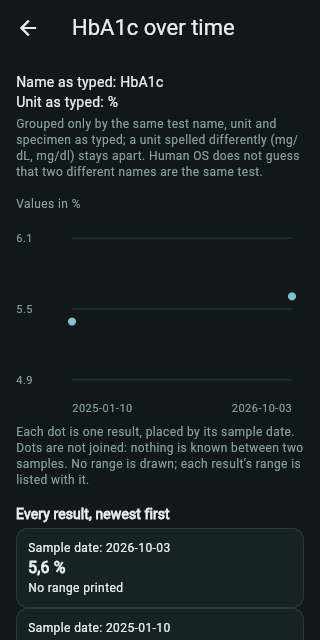 HbA1c over time
Name as typed: HbA1c
Unit as typed: %
Grouped only by the same test name, unit and
specimen as typed; a unit spelled differently (mg/
dL, mg/dl) stays apart. Human OS does not guess
that two different names are the same test.
Values in %
6.1
5.5
4.9
2025-01-10 2026-10-03
Each dot is one result, placed by its sample date.
Dots are not joined: nothing is known between two
samples. No range is drawn; each result's range is
listed with it.
Every result, newest first
Sample date: 2026-10-03
5,6 %
No range printed
Sample date: 2025-01-10